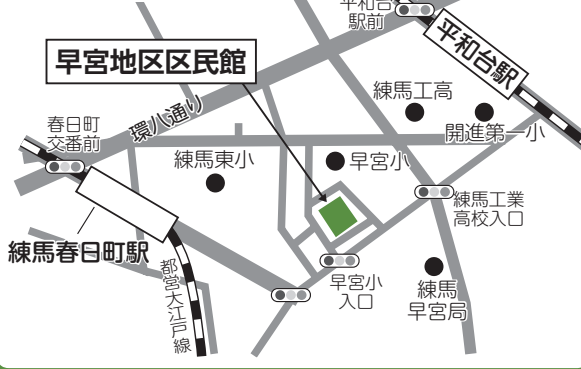 平和台
駅前
平和台駅
早宮地区区民館
練馬工高
開進第一小
環八通り
春日町
交番前
練馬東小
早宮小
練馬工業
高校入口
練馬春日町駅
都営大江戸線
早宮小
入口
練馬
早宮局